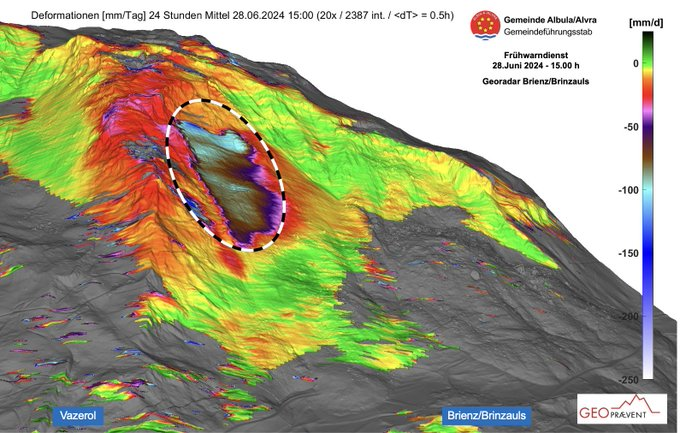 Deformationen [mm/Tag] 24 Stunden Mittel 28.06.2024 15:00 (20x / 2387 int. / <dT> = 0.5h)
Gemeinde Albula/Alvra
Gemeindeführungsstab
[mm/d]
Frühwarndienst
28.Juni 2024 - 15.00 h
Georadar Brienz/Brinzauls
0
-50
-100
-150
-200
-250
Vazerol
Brienz/Brinzauls
GEO
PRÆVENT